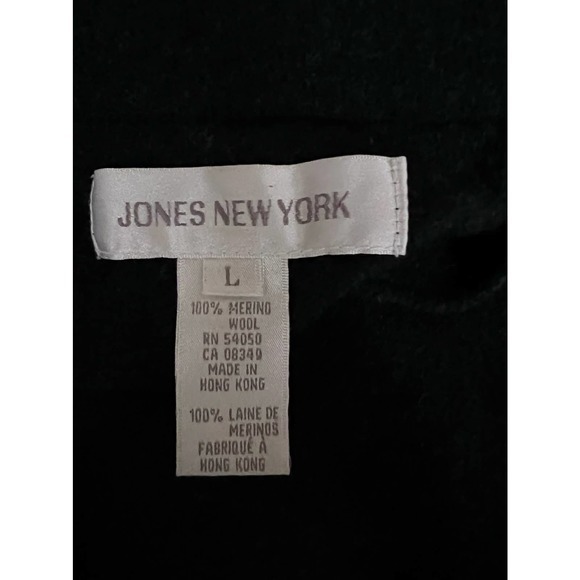 JONES NEW YORK
L
100% MERINO
WOOL
RN 54050
CA 08349
MADE IN
HONG KONG
100% LAINE DE
MERINOS
FABRIQUÉ À
HONG KONG